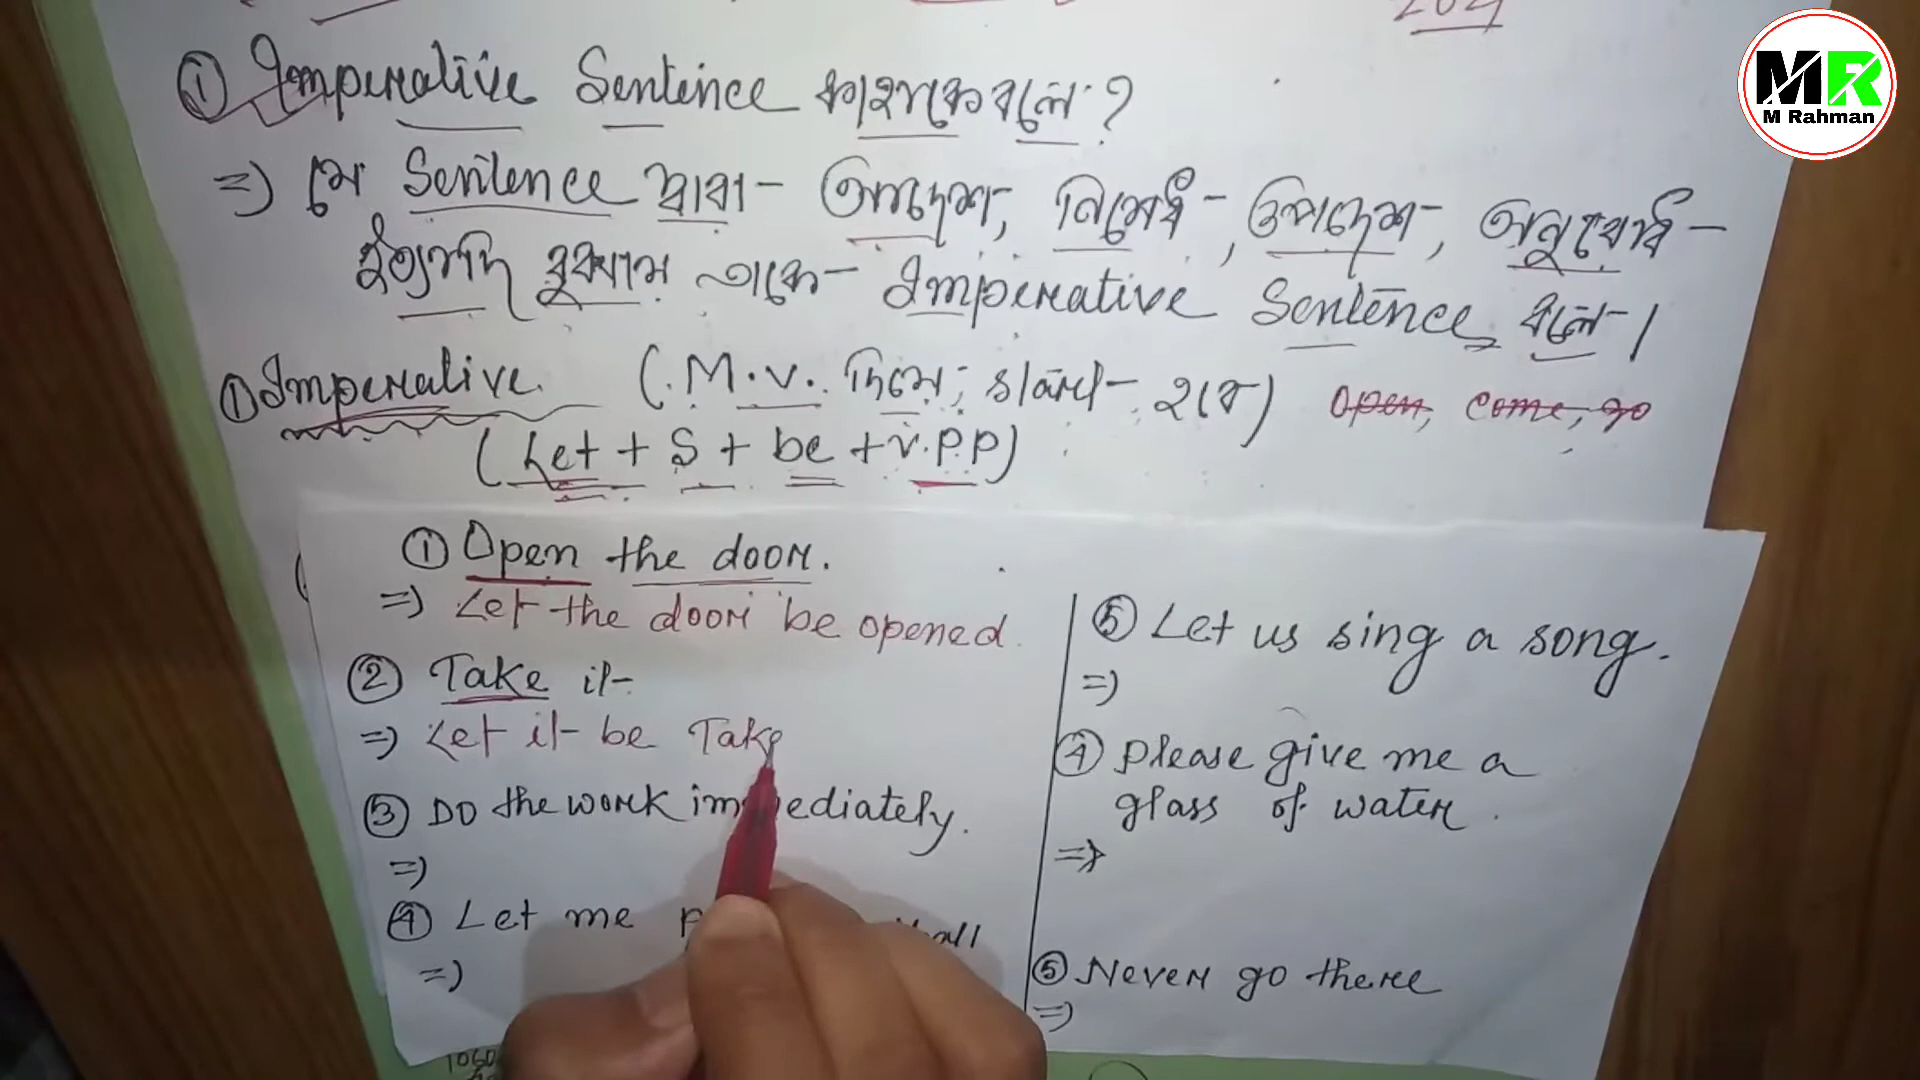 ① Imperative Sentence কাহাকে বলে?
=> যে Sentence দ্বারা আদেশ, নিষেধ, উপদেশ, অনুরোধ
ইত্যাদি বুঝায় তাকে Imperative Sentence বলে।
① Imperative. (M.V. দিয়ে, start হবে) open, come, go
(Let + S + be + v.p.p)
① Open the door.
=> Let the door be opened.
② Take it
=> Let it be Take
③ Do the work immediately.
=>
④ Let me
=>
⑤ Let us sing a song.
=>
④ Please give me a
glass of water.
=>
⑤ Never go there
=>
MR
M Rahman